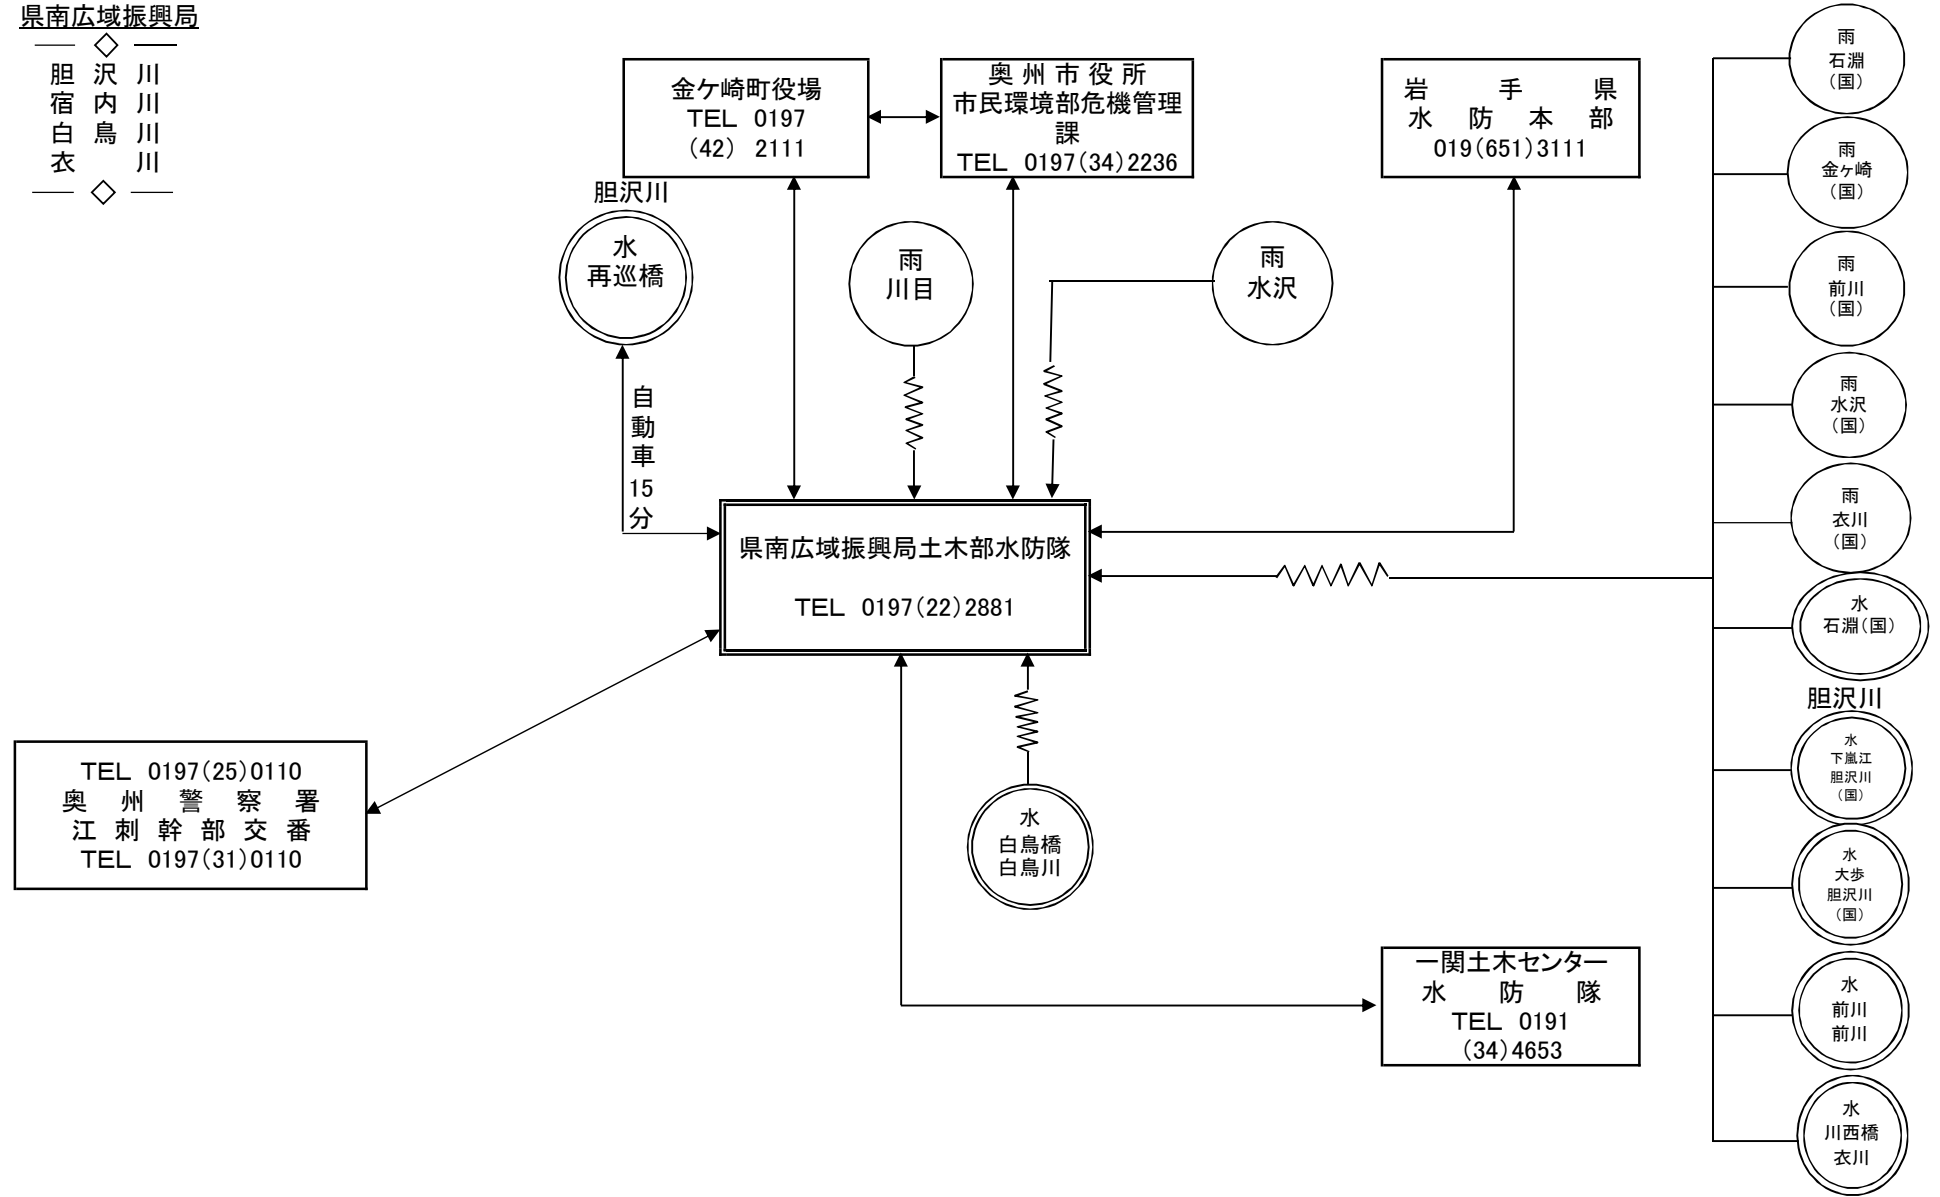 県南広域振興局
胆沢川
宿内川
白鳥川
衣川
金ケ崎町役場
TEL 0197
(42) 2111
奥州市役所
市民環境部危機管理
課
TEL 0197(34)2236
岩手県
水防本部
019(651)3111
胆沢川
水
再巡橋
雨
川目
雨
水沢
自動車15分
県南広域振興局土木部水防隊
TEL 0197(22)2881
TEL 0197(25)0110
奥州警察署
江刺幹部交番
TEL 0197(31)0110
水
白鳥橋
白鳥川
一関土木センター
水防隊
TEL 0191
(34)4653
雨
石淵
(国)
雨
金ヶ崎
(国)
雨
前川
(国)
雨
水沢
(国)
雨
衣川
(国)
水
石淵(国)
胆沢川
水
下嵐江
胆沢川
(国)
水
大歩
胆沢川
(国)
水
前川
前川
水
川西橋
衣川